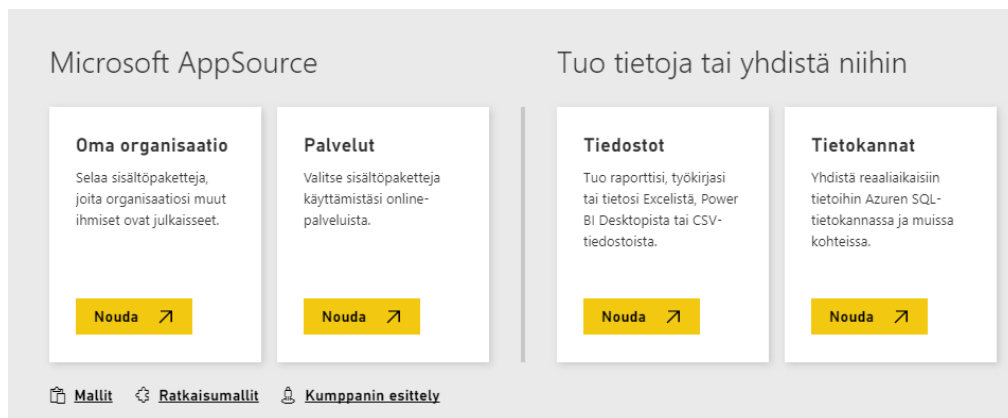 Microsoft AppSource
Oma organisaatio
Selaa sisältöpaketteja,
joita organisaatiosi muut
ihmiset ovat julkaisseet.
Nouda
Palvelut
Valitse sisältöpaketteja
käyttämistäsi online-
palveluista.
Nouda
Tuo tietoja tai yhdistä niihin
Tiedostot
Tuo raporttisi, työkirjasi
tai tietosi Excelistä, Power
BI Desktopista tai CSV-
tiedostoista.
Nouda
Tietokannat
Yhdistä reaaliaikaisiin
tietoihin Azuren SQL-
tietokannassa ja muissa
kohteissa.
Nouda
Mallit
Ratkaisumallit
Kumppanin esittely